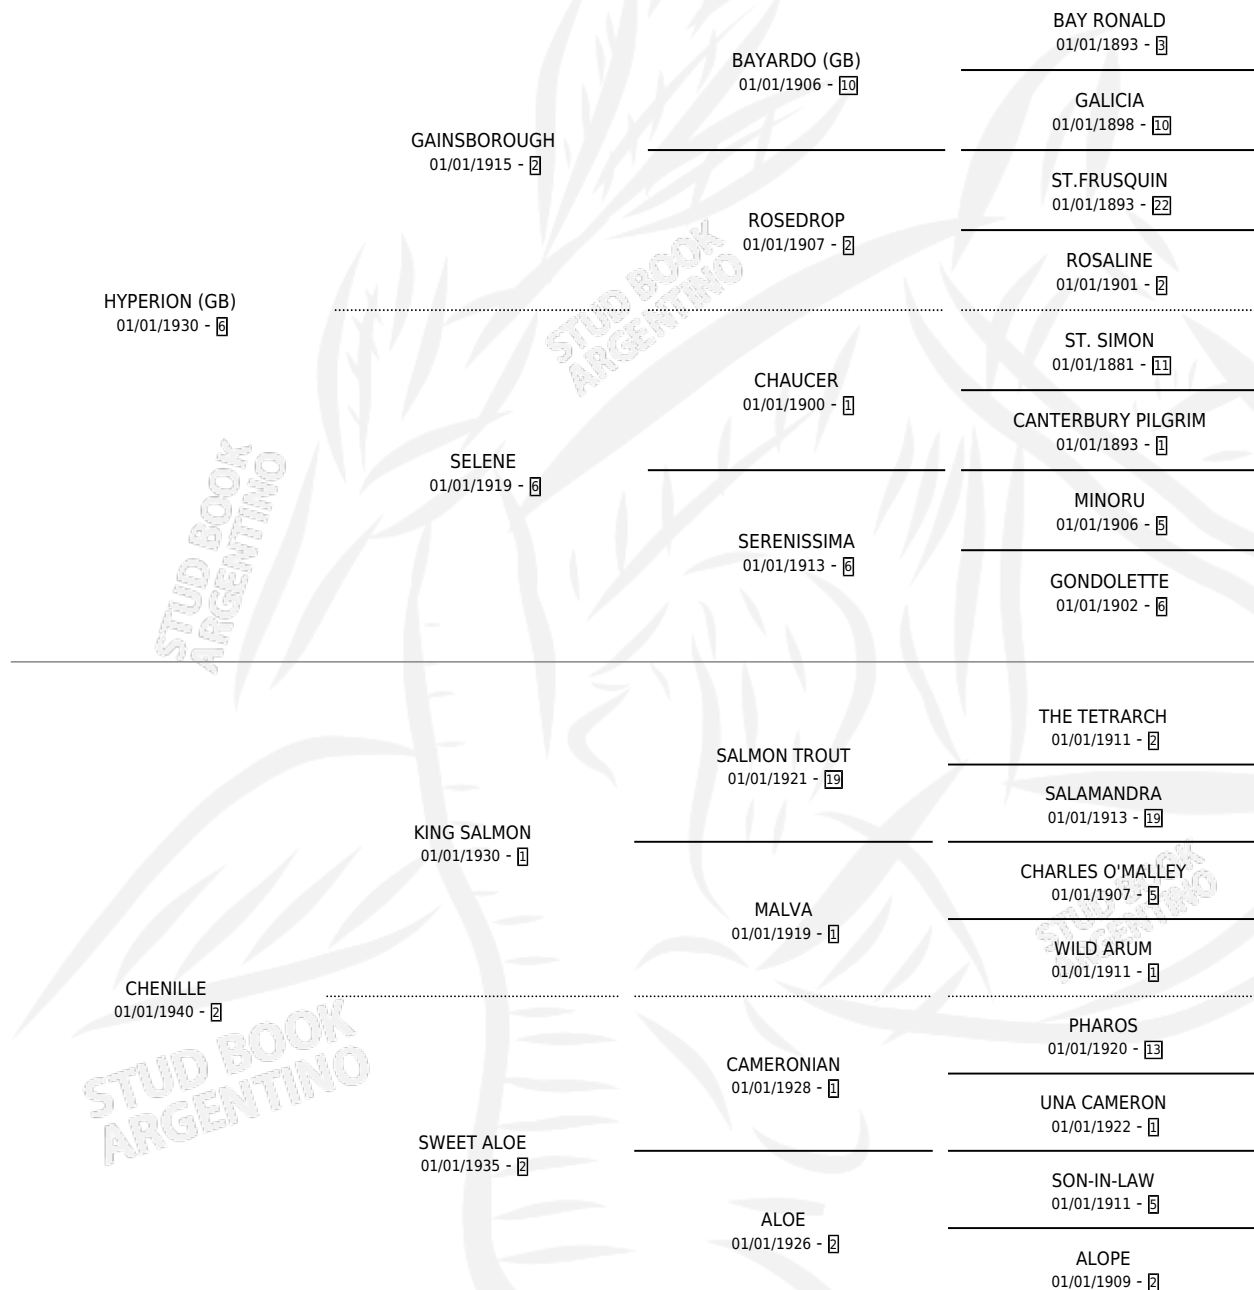 BAY RONALD
01/01/1893 - 3
BAYARDO (GB)
01/01/1906 - 10
GALICIA
01/01/1898 - 10
GAINSBOROUGH
01/01/1915 - 2
ST.FRUSQUIN
01/01/1893 - 22
ROSEDROP
01/01/1907 - 2
ROSALINE
01/01/1901 - 2
HYPERION (GB)
01/01/1930 - 6
ST. SIMON
01/01/1881 - 11
CHAUCER
01/01/1900 - 1
CANTERBURY PILGRIM
01/01/1893 - 1
SELENE
01/01/1919 - 6
MINORU
01/01/1906 - 5
SERENISSIMA
01/01/1913 - 6
GONDOLETTE
01/01/1902 - 6
THE TETRARCH
01/01/1911 - 2
SALMON TROUT
01/01/1921 - 19
SALAMANDRA
01/01/1913 - 19
KING SALMON
01/01/1930 - 1
CHARLES O'MALLEY
01/01/1907 - 5
MALVA
01/01/1919 - 1
WILD ARUM
01/01/1911 - 1
CHENILLE
01/01/1940 - 2
PHAROS
01/01/1920 - 13
CAMERONIAN
01/01/1928 - 1
UNA CAMERON
01/01/1922 - 1
SWEET ALOE
01/01/1935 - 2
SON-IN-LAW
01/01/1911 - 5
ALOE
01/01/1926 - 2
ALOPE
01/01/1909 - 2
STUD BOOK
ARGENTINO
STUD BOOK
ARGENTINO
STUD BOOK
ARGENTINO
STUD BOOK
ARGENTINO